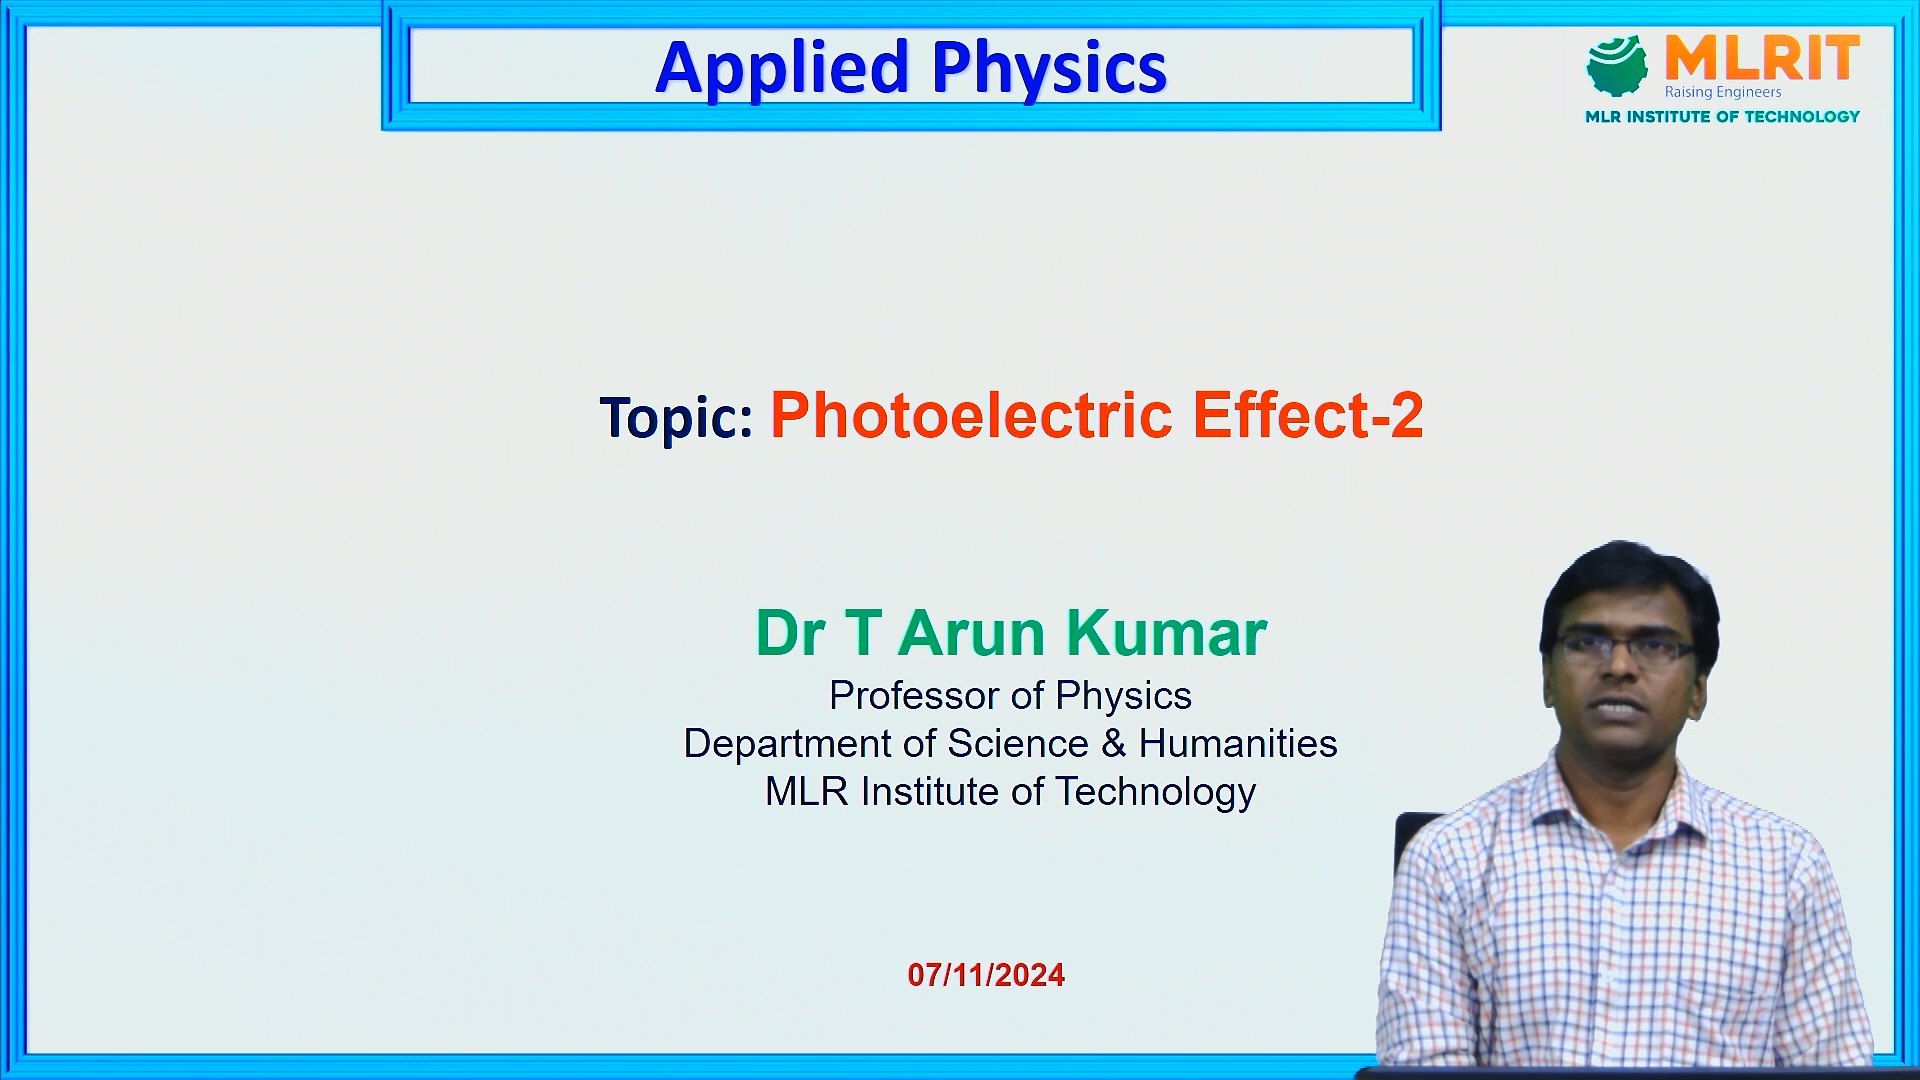 Applied Physics
MLRIT
Raising Engineers
MLR INSTITUTE OF TECHNOLOGY
Topic: Photoelectric Effect-2
Dr T Arun Kumar
Professor of Physics
Department of Science & Humanities
MLR Institute of Technology
07/11/2024